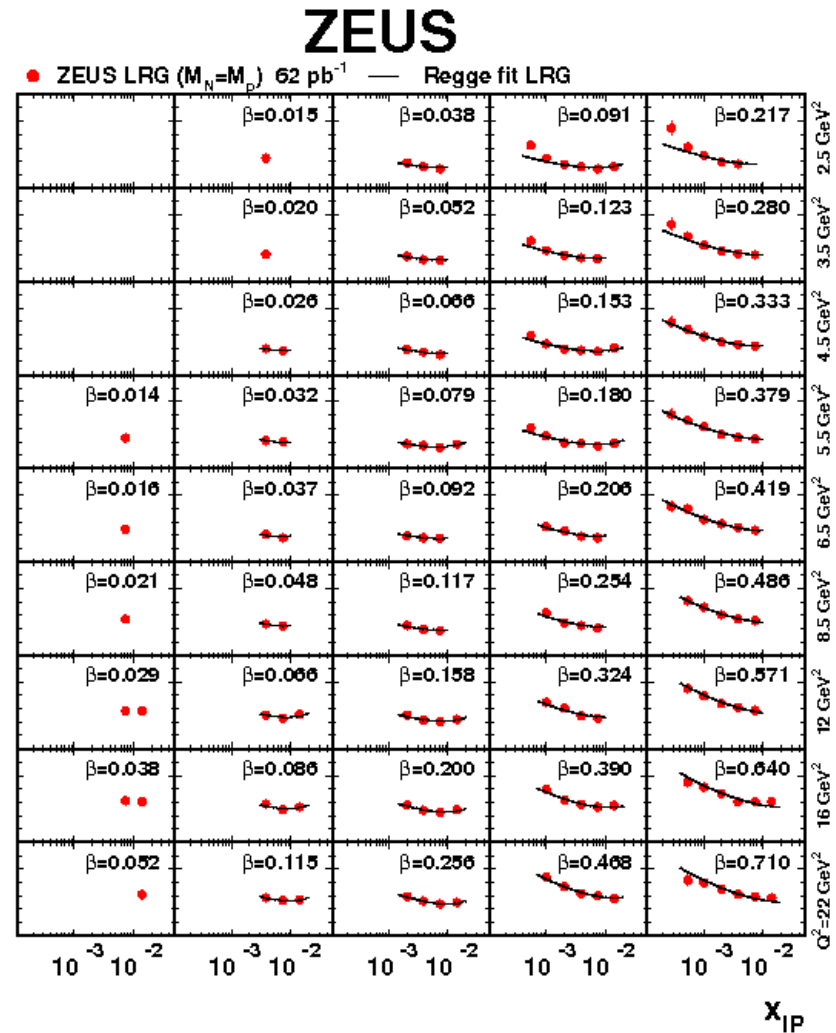 ZEUS
ZEUS LRG (M_N=M_p) 62 pb⁻¹ — Regge fit LRG
β=0.015 β=0.038 β=0.091 β=0.217 2.5 GeV²
β=0.020 β=0.052 β=0.123 β=0.280 3.5 GeV²
β=0.026 β=0.066 β=0.153 β=0.333 4.5 GeV²
β=0.014 β=0.032 β=0.079 β=0.180 β=0.379 5.5 GeV²
β=0.016 β=0.037 β=0.092 β=0.206 β=0.419 6.5 GeV²
β=0.021 β=0.048 β=0.117 β=0.254 β=0.486 8.5 GeV²
β=0.029 β=0.066 β=0.158 β=0.324 β=0.571 12 GeV²
β=0.038 β=0.086 β=0.200 β=0.390 β=0.640 16 GeV²
β=0.052 β=0.115 β=0.256 β=0.468 β=0.710 Q²=22 GeV²
10⁻³ 10⁻² 10⁻³ 10⁻² 10⁻³ 10⁻² 10⁻³ 10⁻² 10⁻³ 10⁻²
x_IP